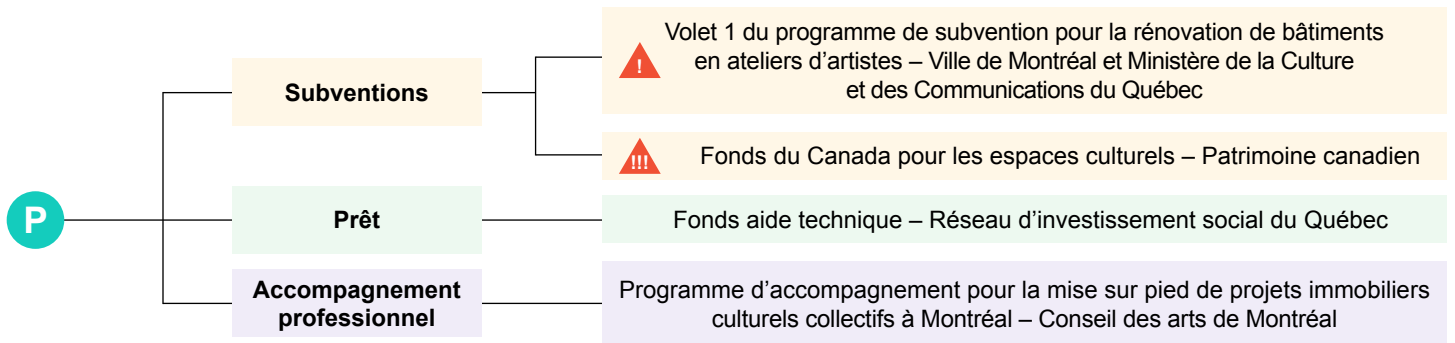 Volet 1 du programme de subvention pour la rénovation de bâtiments
en ateliers d’artistes – Ville de Montréal et Ministère de la Culture
et des Communications du Québec
!
Subventions
!!!
Fonds du Canada pour les espaces culturels – Patrimoine canadien
P
Prêt
Fonds aide technique – Réseau d’investissement social du Québec
Accompagnement
professionnel
Programme d’accompagnement pour la mise sur pied de projets immobiliers
culturels collectifs à Montréal – Conseil des arts de Montréal